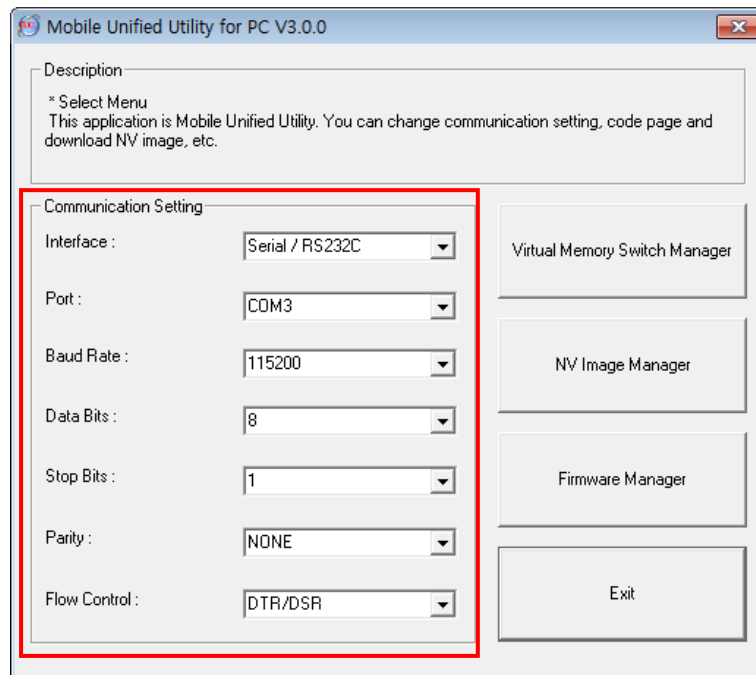 Mobile Unified Utility for PC V3.0.0
Description
* Select Menu
This application is Mobile Unified Utility. You can change communication setting, code page and
download NV image, etc.
Communication Setting
Interface :
Serial / RS232C
Port :
COM3
Baud Rate :
115200
Data Bits :
8
Stop Bits :
1
Parity :
NONE
Flow Control :
DTR/DSR
Virtual Memory Switch Manager
NV Image Manager
Firmware Manager
Exit